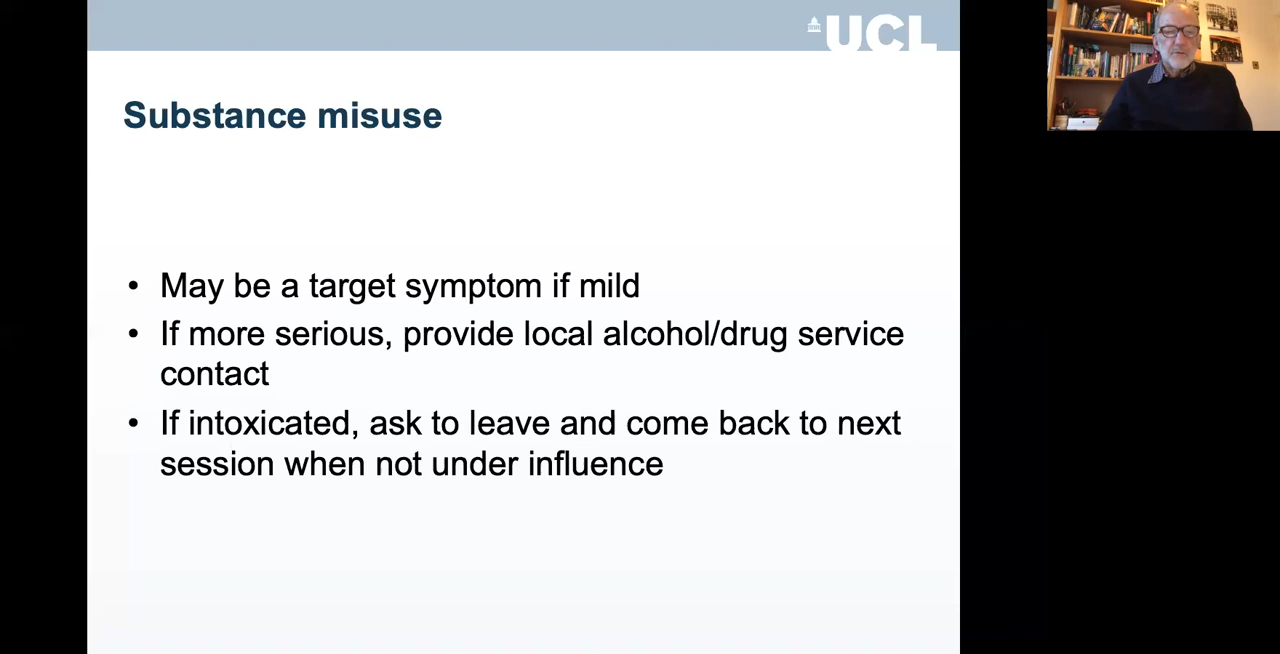 UCL
Substance misuse
• May be a target symptom if mild
• If more serious, provide local alcohol/drug service
contact
• If intoxicated, ask to leave and come back to next
session when not under influence